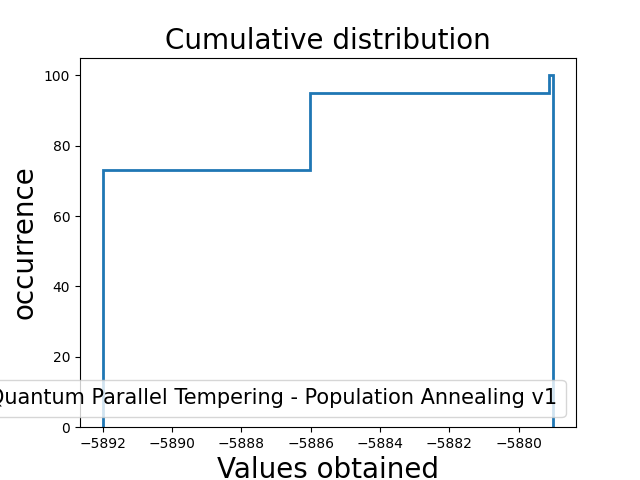 Cumulative distribution
occurrence
100
80
60
40
20
0
Quantum Parallel Tempering - Population Annealing v1
−5892 −5890 −5888 −5886 −5884 −5882 −5880
Values obtained